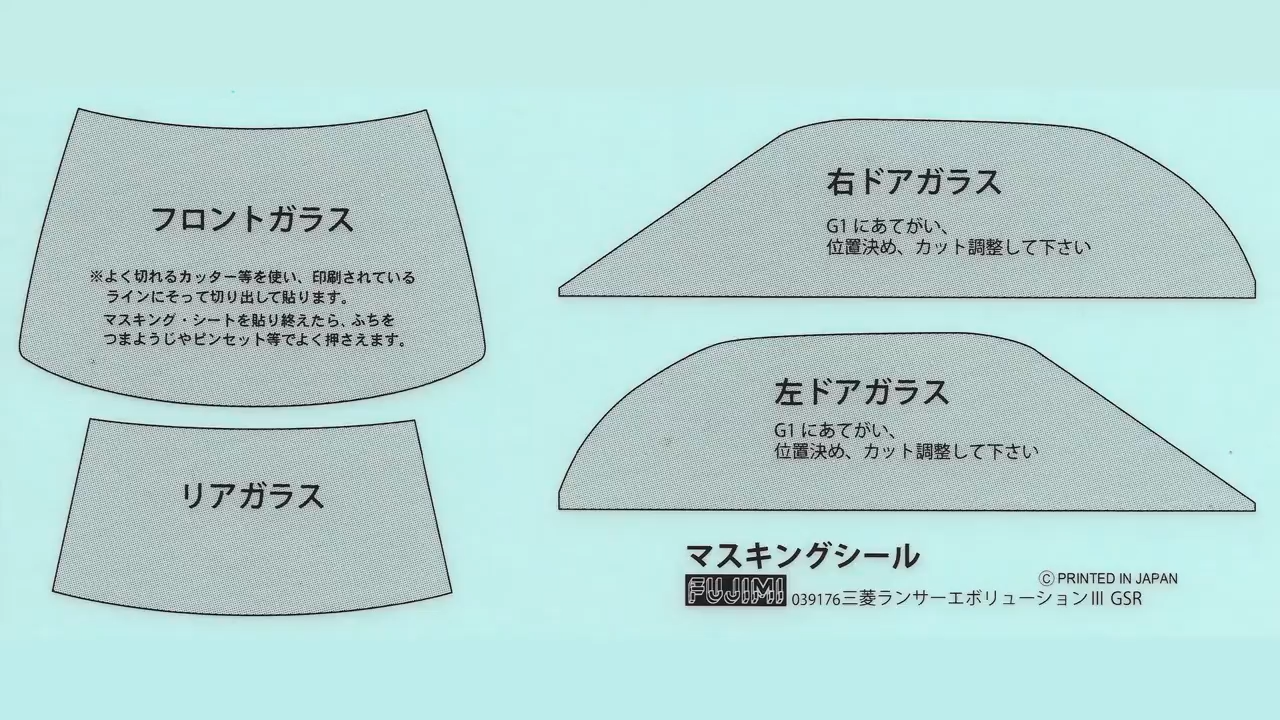 フロントガラス
※よく切れるカッター等を使い、印刷されている
ラインにそって切り出して貼ります。
マスキング・シートを貼り終えたら、ふちを
つまようじやピンセット等でよく押さえます。
リアガラス
右ドアガラス
G1 にあてがい、
位置決め、カット調整して下さい
左ドアガラス
G1 にあてがい、
位置決め、カット調整して下さい
マスキングシール
Ⓒ PRINTED IN JAPAN
FUJIMI 039176三菱ランサーエボリューションⅢ GSR